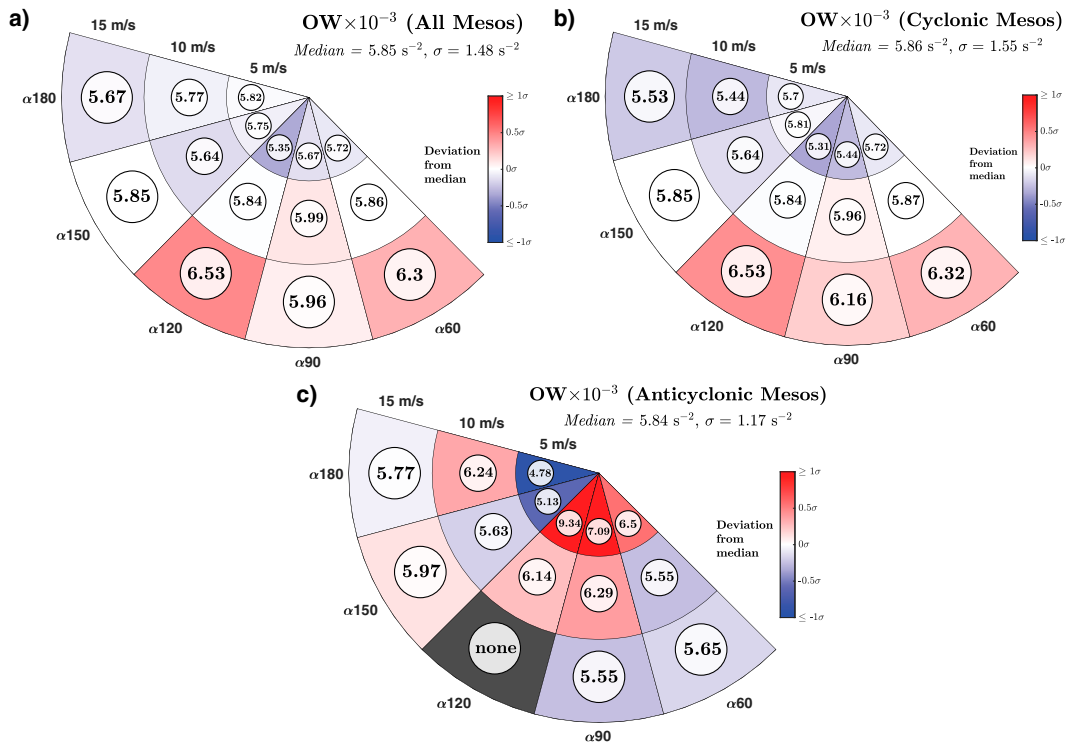 a)
OW×10⁻³ (All Mesos)
Median = 5.85 s⁻², σ = 1.48 s⁻²
15 m/s
10 m/s
5 m/s
α180
5.67
5.77
5.82
5.75
5.64
5.85
α150
5.35
5.67
5.72
5.84
5.99
5.86
6.53
5.96
6.3
α120
α90
α60
Deviation
from
median
≥ 1σ
0.5σ
0σ
-0.5σ
≤ -1σ
b)
OW×10⁻³ (Cyclonic Mesos)
Median = 5.86 s⁻², σ = 1.55 s⁻²
15 m/s
10 m/s
5 m/s
α180
5.53
5.44
5.7
5.81
5.64
5.85
α150
5.31
5.44
5.72
5.84
5.96
5.87
6.53
6.16
6.32
α120
α90
α60
Deviation
from
median
≥ 1σ
0.5σ
0σ
-0.5σ
≤ -1σ
c)
OW×10⁻³ (Anticyclonic Mesos)
Median = 5.84 s⁻², σ = 1.17 s⁻²
15 m/s
10 m/s
5 m/s
α180
5.77
6.24
4.78
5.13
5.63
5.97
α150
9.34
7.09
6.5
6.14
6.29
5.55
none
5.55
5.65
α120
α90
α60
Deviation
from
median
≥ 1σ
0.5σ
0σ
-0.5σ
≤ -1σ